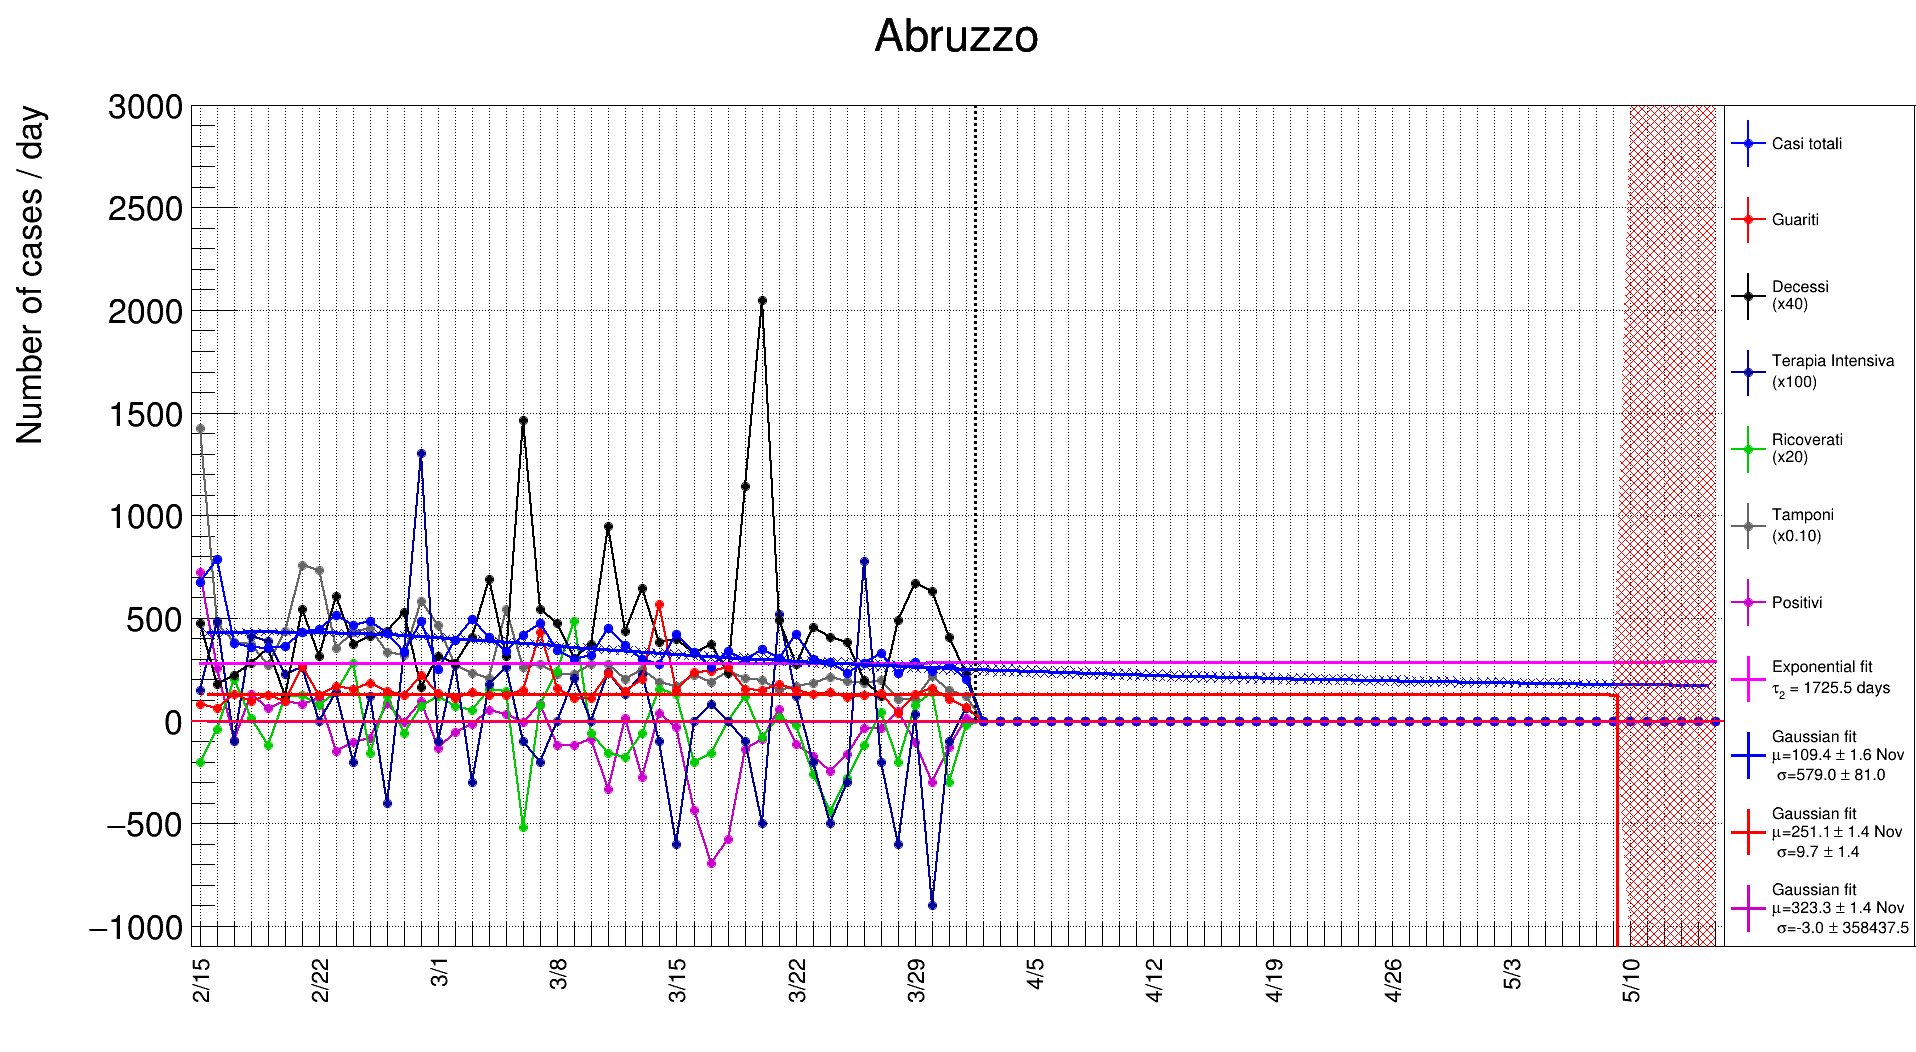 Abruzzo
Number of cases / day
3000
2500
2000
1500
1000
500
0
−500
−1000
2/15
2/22
3/1
3/8
3/15
3/22
3/29
4/5
4/12
4/19
4/26
5/3
5/10
Casi totali
Guariti
Decessi
(x40)
Terapia Intensiva
(x100)
Ricoverati
(x20)
Tamponi
(x0.10)
Positivi
Exponential fit
τ₂ = 1725.5 days
Gaussian fit
μ=109.4 ± 1.6 Nov
σ=579.0 ± 81.0
Gaussian fit
μ=251.1 ± 1.4 Nov
σ=9.7 ± 1.4
Gaussian fit
μ=323.3 ± 1.4 Nov
σ=-3.0 ± 358437.5